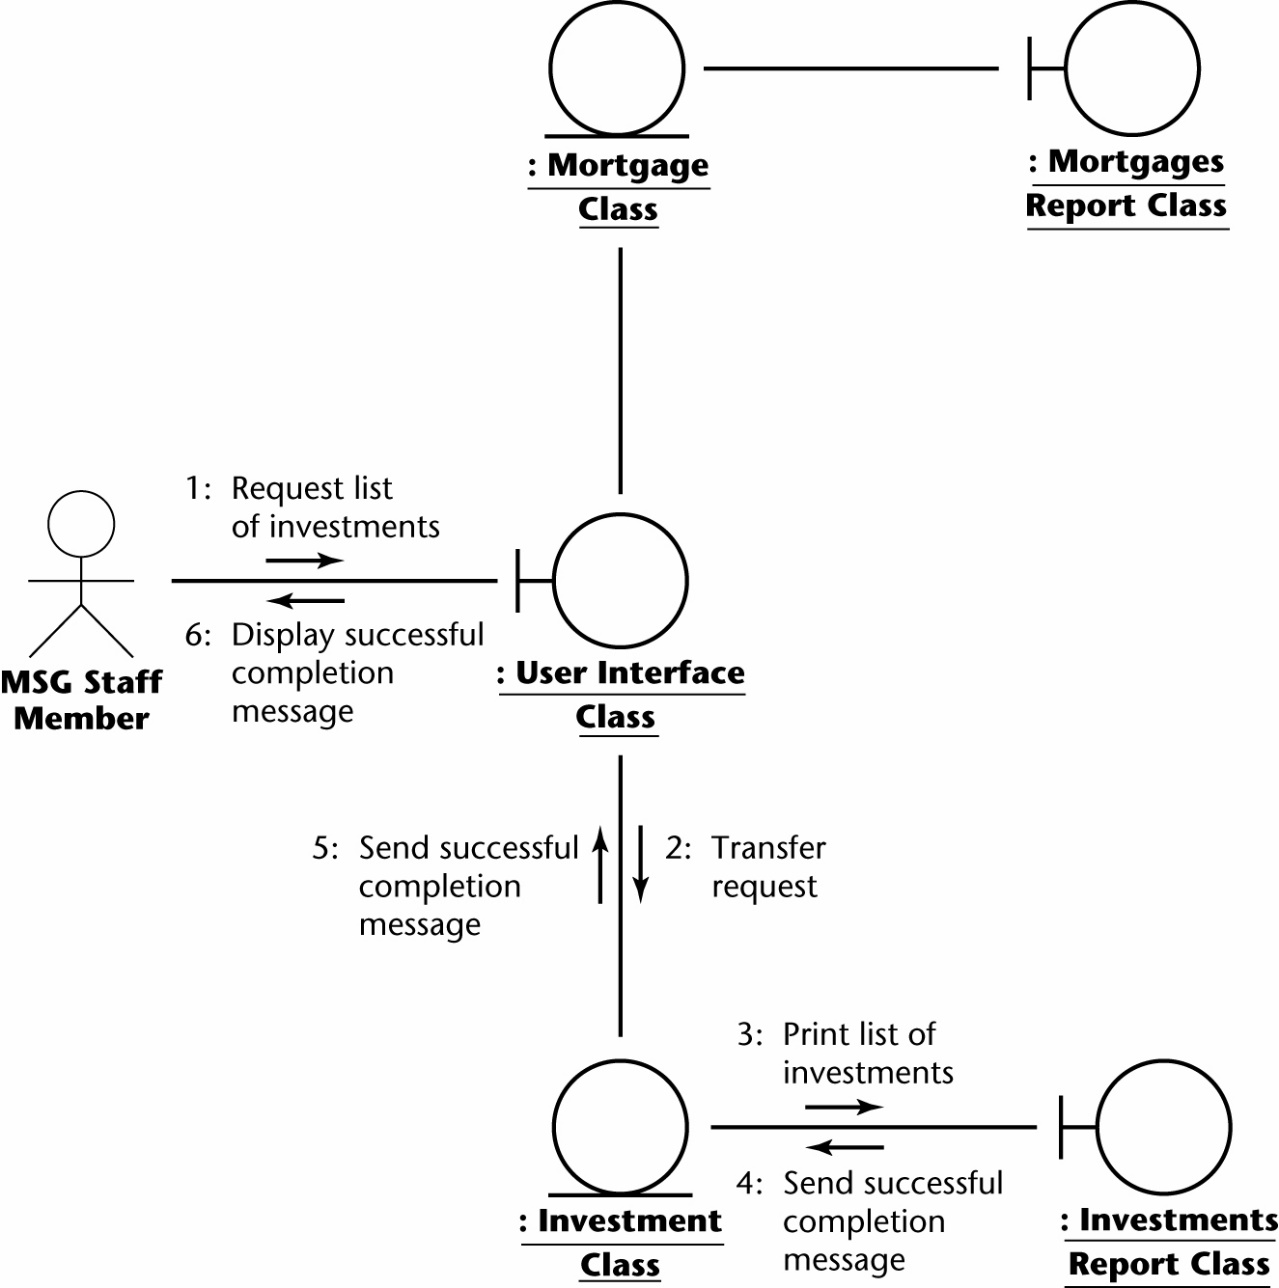 : Mortgage
Class
: Mortgages
Report Class
1: Request list
of investments
6: Display successful
completion
message
MSG Staff
Member
: User Interface
Class
5: Send successful
completion
message
2: Transfer
request
3: Print list of
investments
4: Send successful
completion
message
: Investment
Class
: Investments
Report Class